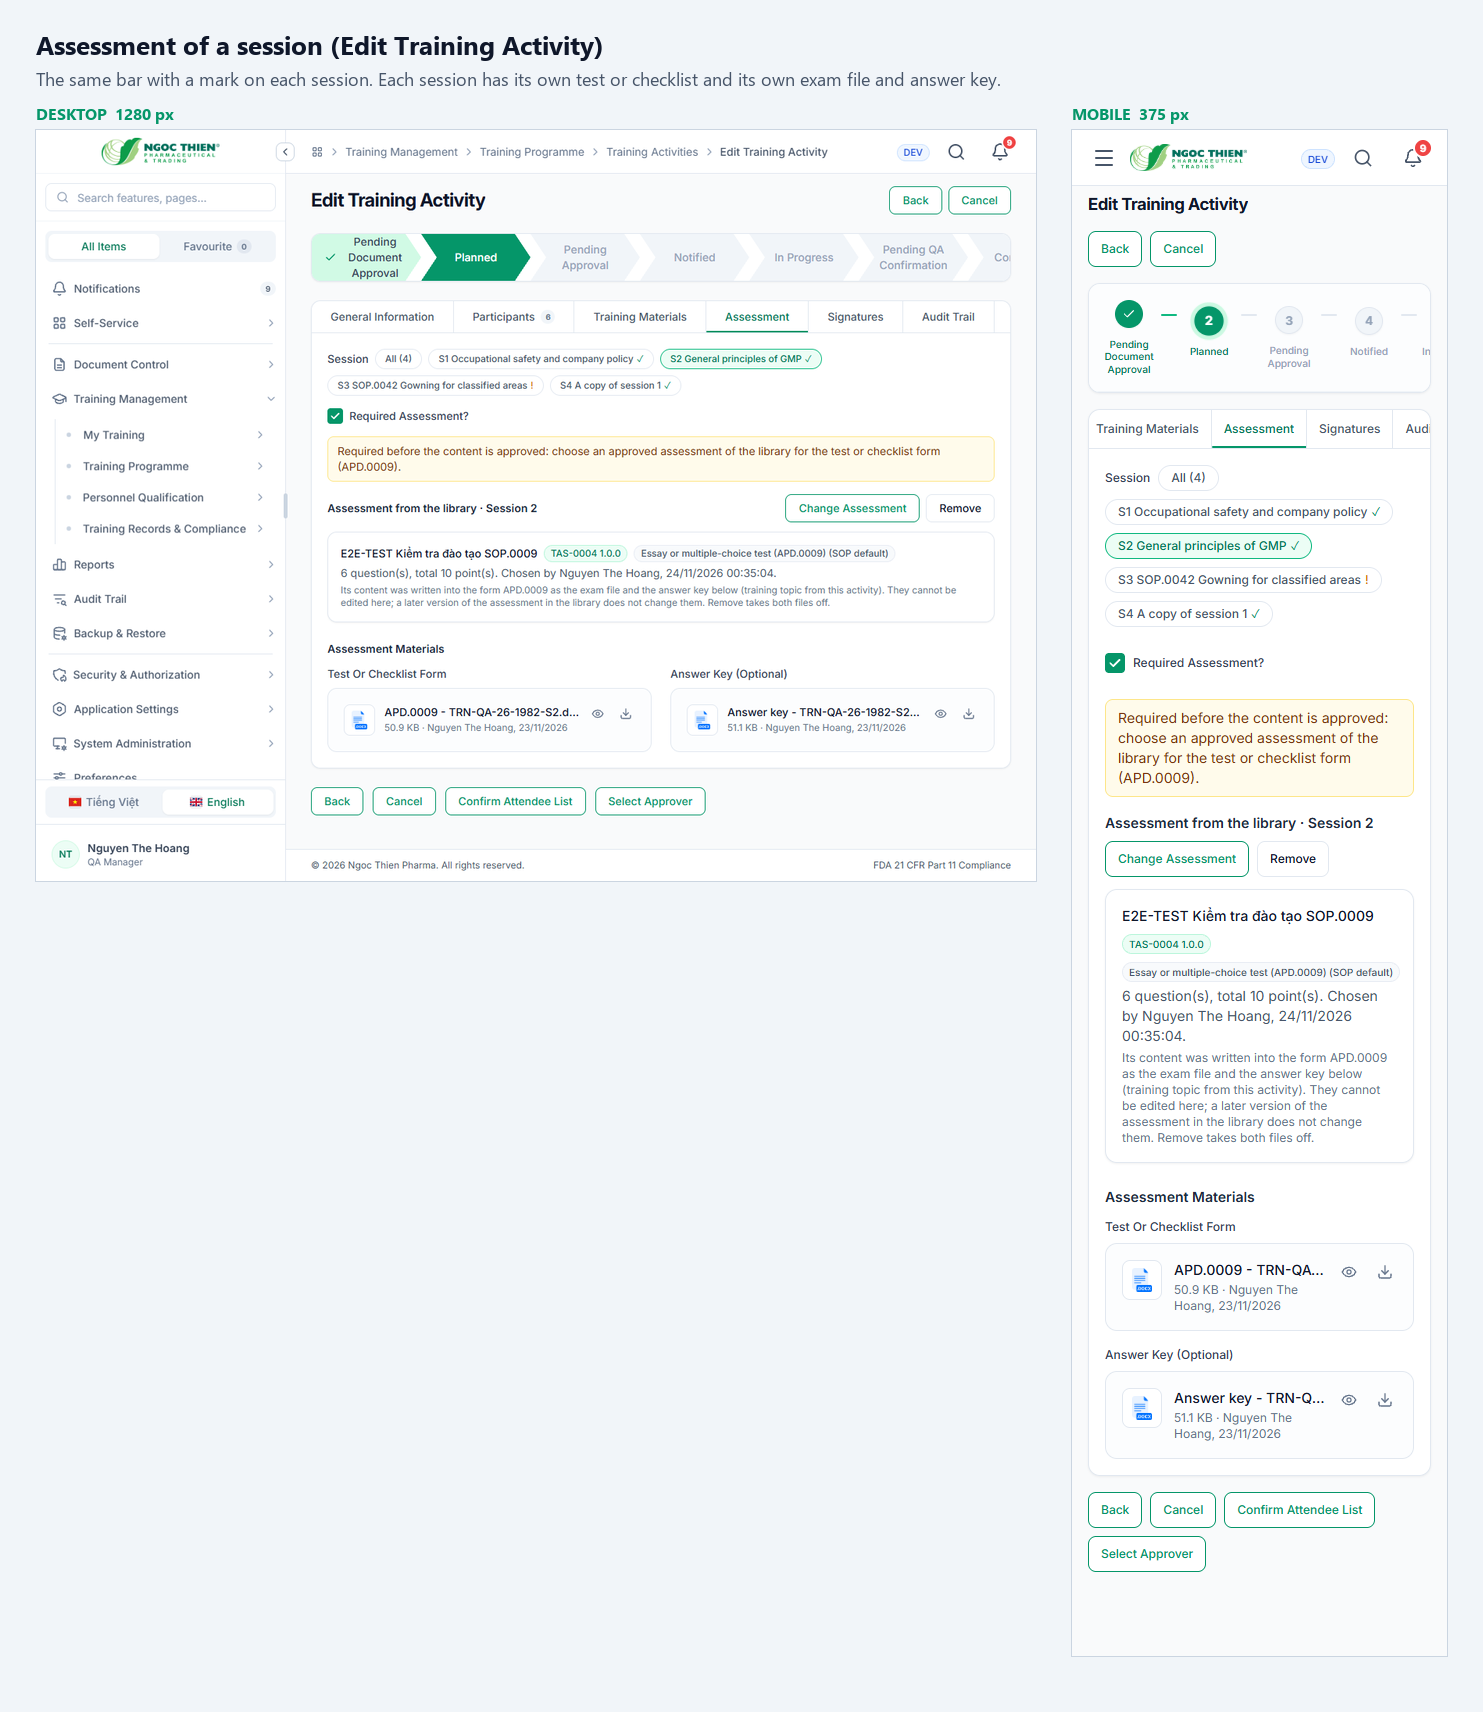 Assessment of a session (Edit Training Activity)
The same bar with a mark on each session. Each session has its own test or checklist and its own exam file and answer key.
DESKTOP 1280 px
NGOC THIEN®
PHARMACEUTICAL
& TRADING
Training Management
Training Programme
Training Activities
Edit Training Activity
DEV
9
Search features, pages...
All Items
Favourite 0
Notifications 9
Self-Service
Document Control
Training Management
My Training
Training Programme
Personnel Qualification
Training Records & Compliance
Reports
Audit Trail
Backup & Restore
Security & Authorization
Application Settings
System Administration
Preferences
Tiếng Việt
English
NT
Nguyen The Hoang
QA Manager
Edit Training Activity
Back
Cancel
Pending
Document
Approval
Planned
Pending
Approval
Notified
In Progress
Pending QA
Confirmation
General Information
Participants 6
Training Materials
Assessment
Signatures
Audit Trail
Session
All (4)
S1 Occupational safety and company policy ✓
S2 General principles of GMP ✓
S3 SOP.0042 Gowning for classified areas !
S4 A copy of session 1 ✓
Required Assessment?
Required before the content is approved: choose an approved assessment of the library for the test or checklist form
(APD.0009).
Assessment from the library · Session 2
Change Assessment
Remove
E2E-TEST Kiểm tra đào tạo SOP.0009
TAS-0004 1.0.0
Essay or multiple-choice test (APD.0009) (SOP default)
6 question(s), total 10 point(s). Chosen by Nguyen The Hoang, 24/11/2026 00:35:04.
Its content was written into the form APD.0009 as the exam file and the answer key below (training topic from this activity). They cannot be
edited here; a later version of the assessment in the library does not change them. Remove takes both files off.
Assessment Materials
Test Or Checklist Form
APD.0009 - TRN-QA-26-1982-S2.d...
50.9 KB · Nguyen The Hoang, 23/11/2026
Answer Key (Optional)
Answer key - TRN-QA-26-1982-S2...
51.1 KB · Nguyen The Hoang, 23/11/2026
Back
Cancel
Confirm Attendee List
Select Approver
© 2026 Ngoc Thien Pharma. All rights reserved.
FDA 21 CFR Part 11 Compliance
MOBILE 375 px
NGOC THIEN®
PHARMACEUTICAL
& TRADING
DEV
9
Edit Training Activity
Back
Cancel
Pending
Document
Approval
2
Planned
3
Pending
Approval
4
Notified
In
Training Materials
Assessment
Signatures
Audi
Session
All (4)
S1 Occupational safety and company policy ✓
S2 General principles of GMP ✓
S3 SOP.0042 Gowning for classified areas !
S4 A copy of session 1 ✓
Required Assessment?
Required before the content is approved:
choose an approved assessment of the
library for the test or checklist form
(APD.0009).
Assessment from the library · Session 2
Change Assessment
Remove
E2E-TEST Kiểm tra đào tạo SOP.0009
TAS-0004 1.0.0
Essay or multiple-choice test (APD.0009) (SOP default)
6 question(s), total 10 point(s). Chosen
by Nguyen The Hoang, 24/11/2026
00:35:04.
Its content was written into the form APD.0009
as the exam file and the answer key below
(training topic from this activity). They cannot
be edited here; a later version of the
assessment in the library does not change
them. Remove takes both files off.
Assessment Materials
Test Or Checklist Form
APD.0009 - TRN-QA...
50.9 KB · Nguyen The
Hoang, 23/11/2026
Answer Key (Optional)
Answer key - TRN-Q...
51.1 KB · Nguyen The
Hoang, 23/11/2026
Back
Cancel
Confirm Attendee List
Select Approver